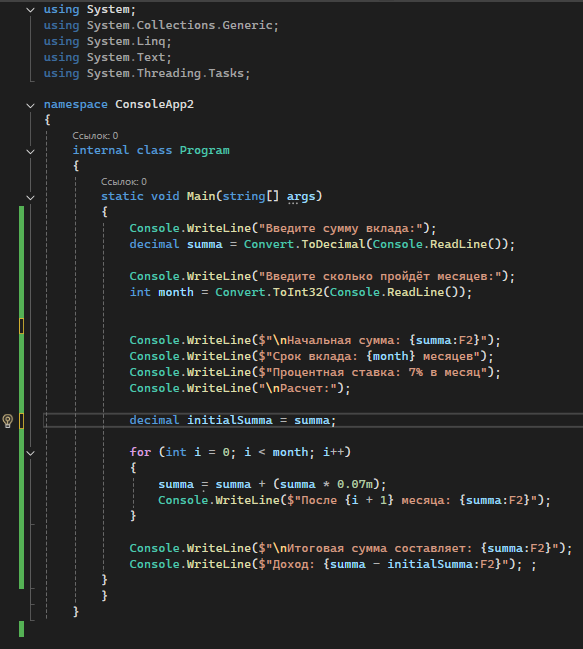 using System;
using System.Collections.Generic;
using System.Linq;
using System.Text;
using System.Threading.Tasks;
namespace ConsoleApp2
{
Ссылок: 0
internal class Program
{
Ссылок: 0
static void Main(string[] args)
{
Console.WriteLine("Введите сумму вклада:");
decimal summa = Convert.ToDecimal(Console.ReadLine());
Console.WriteLine("Введите сколько пройдёт месяцев:");
int month = Convert.ToInt32(Console.ReadLine());
Console.WriteLine($"\nНачальная сумма: {summa:F2}");
Console.WriteLine($"Срок вклада: {month} месяцев");
Console.WriteLine($"Процентная ставка: 7% в месяц");
Console.WriteLine("\nРасчет:");
decimal initialSumma = summa;
for (int i = 0; i < month; i++)
{
summa = summa + (summa * 0.07m);
Console.WriteLine($"После {i + 1} месяца: {summa:F2}");
}
Console.WriteLine($"\nИтоговая сумма составляет: {summa:F2}");
Console.WriteLine($"Доход: {summa - initialSumma:F2}"); ;
}
}
}